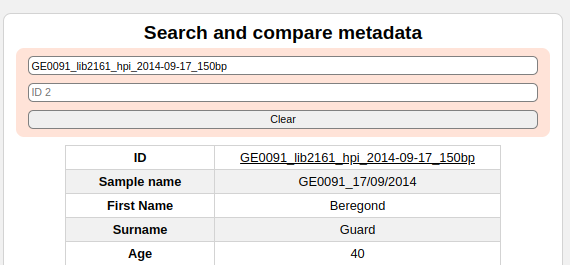 Search and compare metadata
GE0091_lib2161_hpi_2014-09-17_150bp
ID 2
Clear
ID GE0091_lib2161_hpi_2014-09-17_150bp
Sample name GE0091_17/09/2014
First Name Beregond
Surname Guard
Age 40